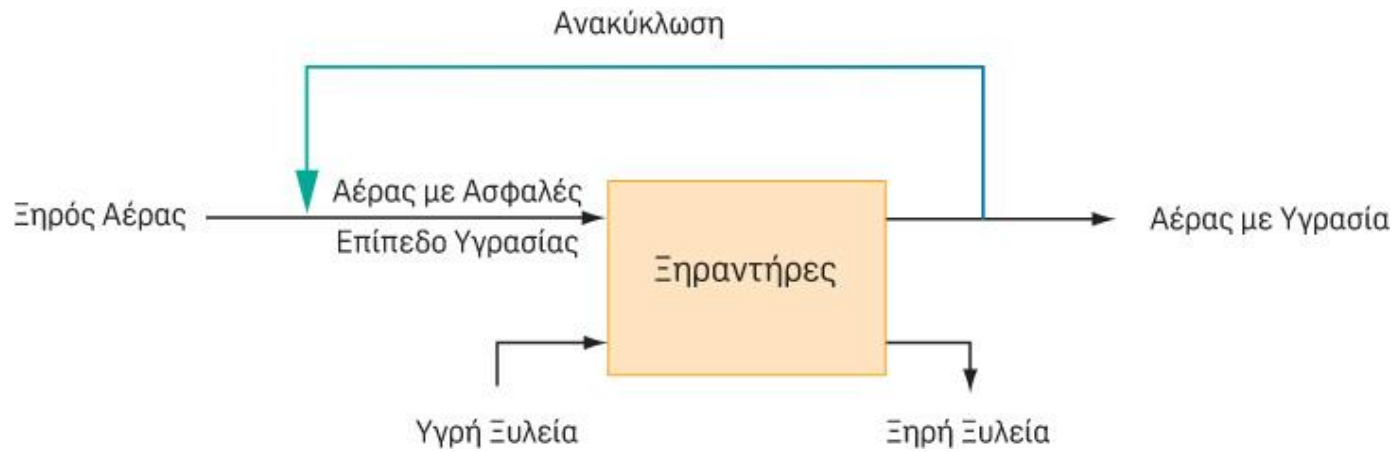 Ανακύκλωση
Ξηρός Αέρας
Αέρας με Ασφαλές
Επίπεδο Υγρασίας
Ξηραντήρες
Αέρας με Υγρασία
Υγρή Ξυλεία
Ξηρή Ξυλεία